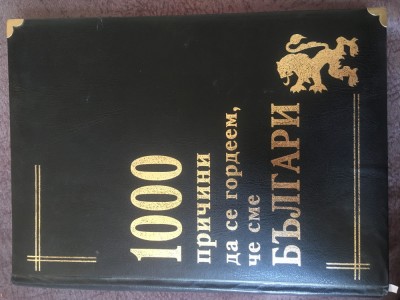 1000
причини
да се гордеем,
че сме
БЪЛГАРИ